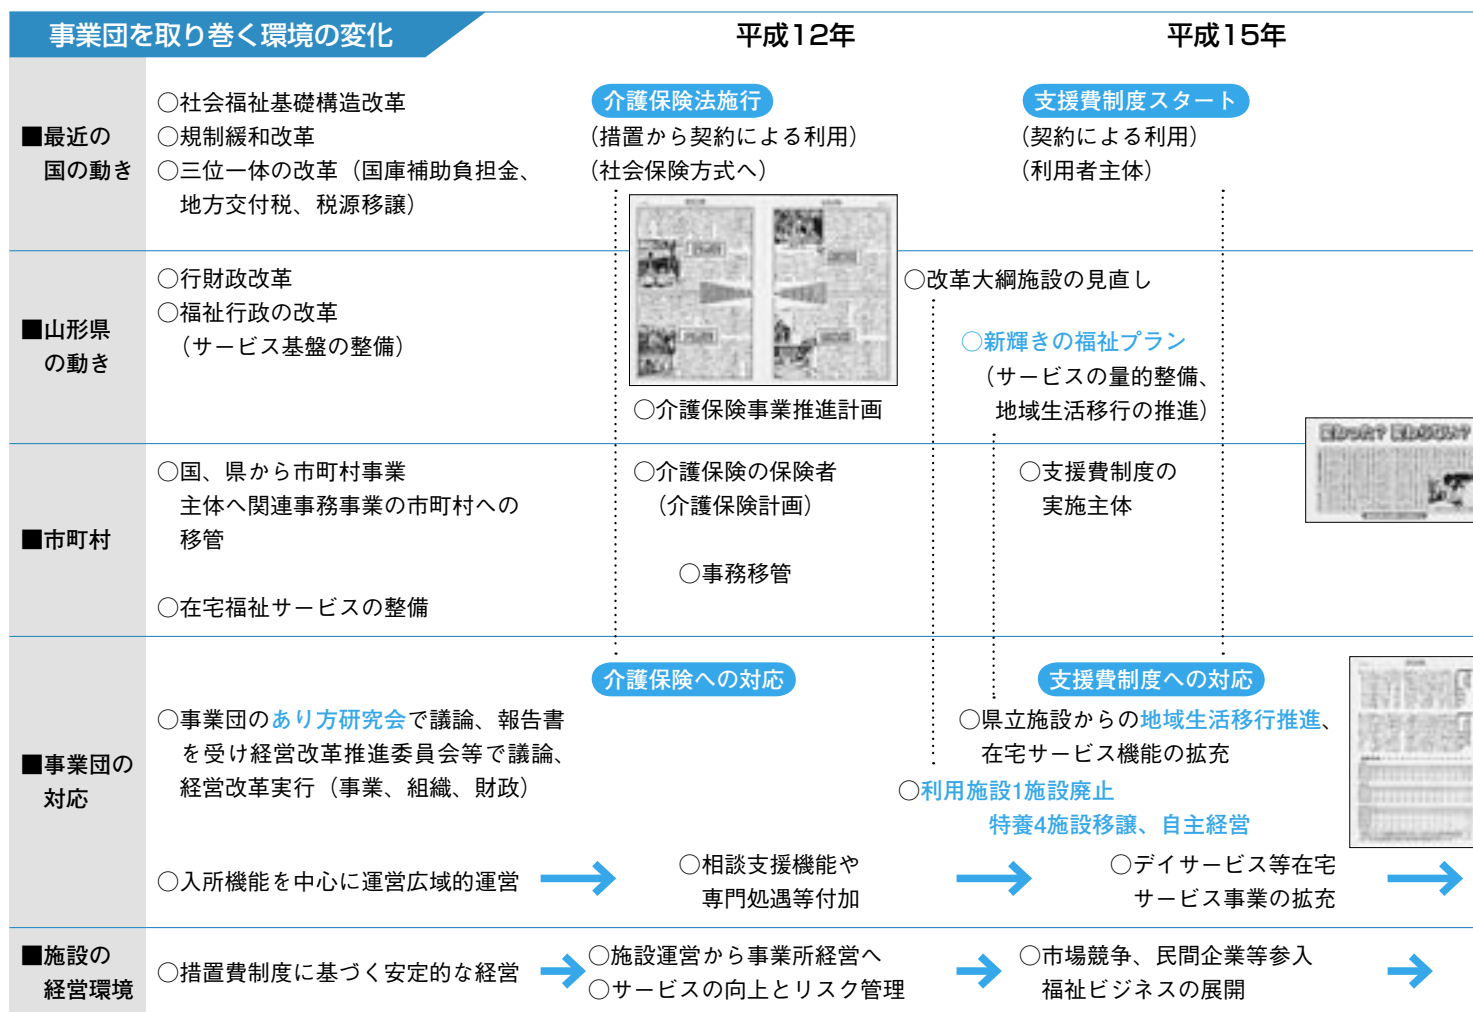 事業団を取り巻く環境の変化
平成12年
平成15年
■最近の
国の動き
○社会福祉基礎構造改革
○規制緩和改革
○三位一体の改革（国庫補助負担金、
地方交付税、税源移譲）
介護保険法施行
（措置から契約による利用）
（社会保険方式へ）
支援費制度スタート
（契約による利用）
（利用者主体）
■山形県
の動き
○行財政改革
○福祉行政の改革
（サービス基盤の整備）
○介護保険事業推進計画
○改革大綱施設の見直し
○新輝きの福祉プラン
（サービスの量的整備、
地域生活移行の推進）
■市町村
○国、県から市町村事業
主体へ関連事務事業の市町村への
移管
○在宅福祉サービスの整備
○介護保険の保険者
（介護保険計画）
○事務移管
○支援費制度の
実施主体
変わった？変わらない？
■事業団の
対応
○事業団のあり方研究会で議論、報告書
を受け経営改革推進委員会等で議論、
経営改革実行（事業、組織、財政）
○入所機能を中心に運営広域的運営
介護保険への対応
○相談支援機能や
専門処遇等付加
支援費制度への対応
○県立施設からの地域生活移行推進、
在宅サービス機能の拡充
○利用施設1施設廃止
特養4施設移譲、自主経営
○デイサービス等在宅
サービス事業の拡充
■施設の
経営環境
○措置費制度に基づく安定的な経営
○施設運営から事業所経営へ
○サービスの向上とリスク管理
○市場競争、民間企業等参入
福祉ビジネスの展開